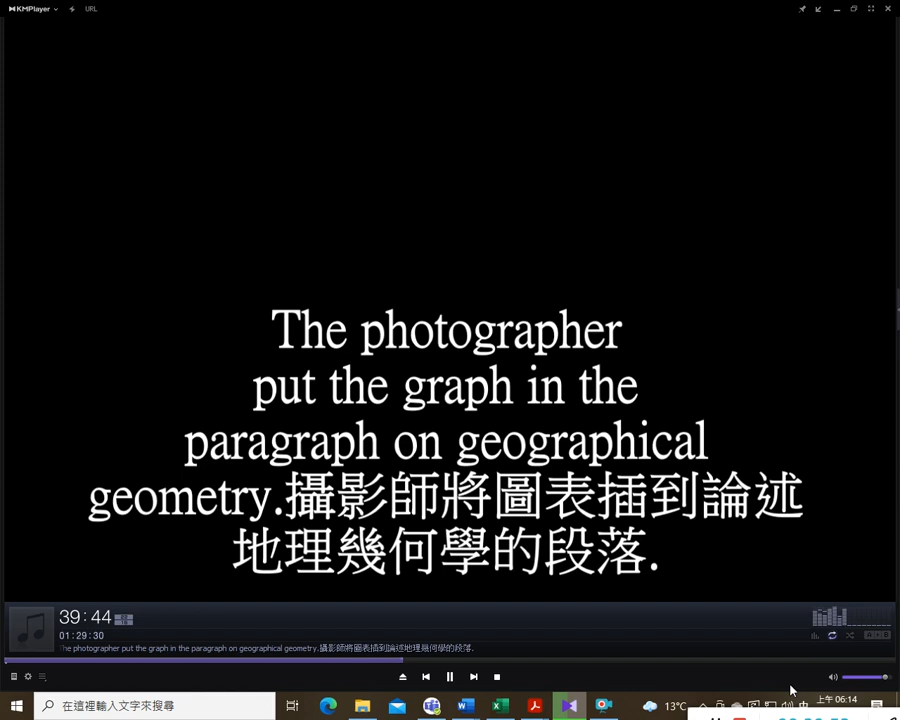 KMPlayer
URL
The photographer
put the graph in the
paragraph on geographical
geometry.攝影師將圖表插到論述
地理幾何學的段落.
39:44
01:29:30
The photographer put the graph in the paragraph on geographical geometry.攝影師將圖表插到論述地理幾何學的段落.
在這裡輸入文字來搜尋
13°C
中
上午 06:14